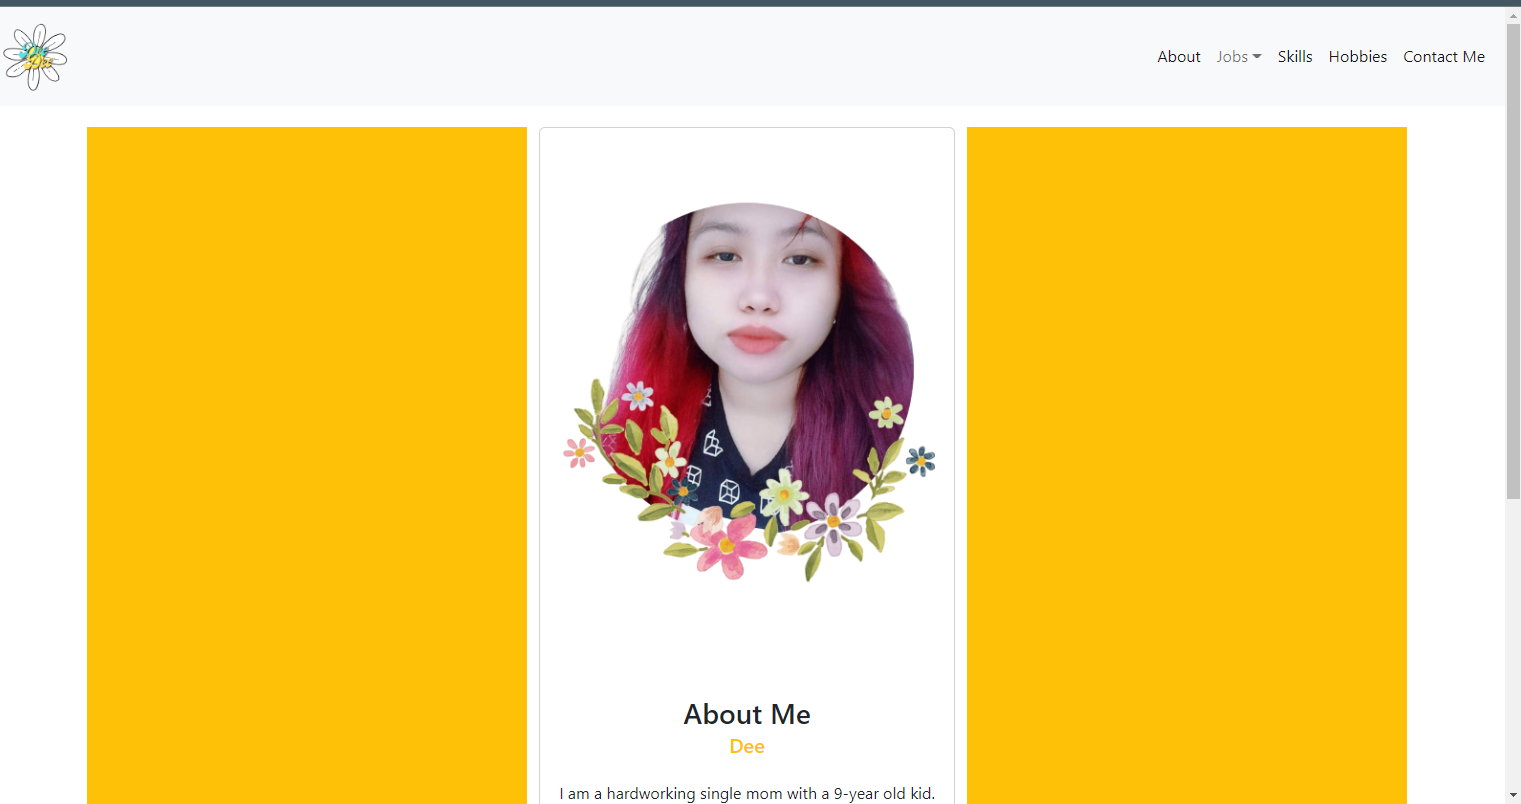 About Jobs Skills Hobbies Contact Me
About Me
Dee
I am a hardworking single mom with a 9-year old kid.